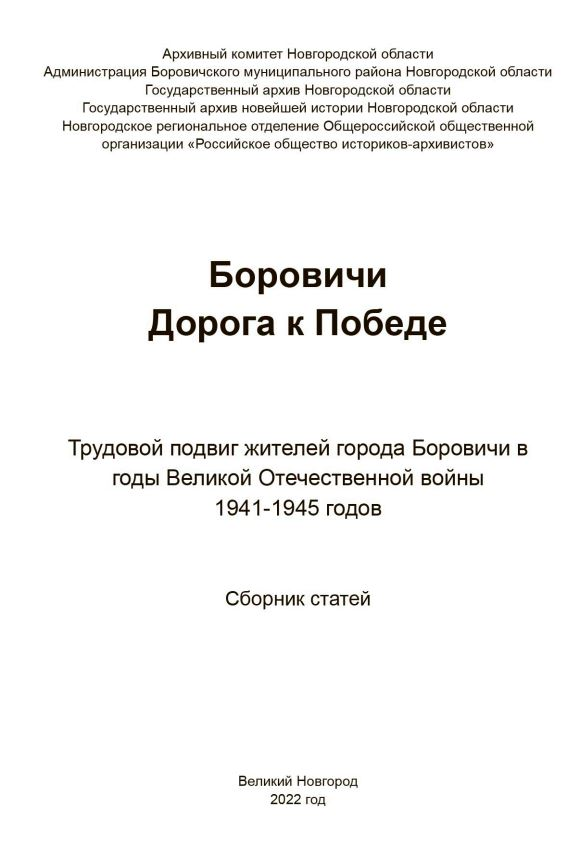 Архивный комитет Новгородской области
Администрация Боровичского муниципального района Новгородской области
Государственный архив Новгородской области
Государственный архив новейшей истории Новгородской области
Новгородское региональное отделение Общероссийской общественной
организации «Российское общество историков-архивистов»
Боровичи
Дорога к Победе
Трудовой подвиг жителей города Боровичи в
годы Великой Отечественной войны
1941-1945 годов
Сборник статей
Великий Новгород
2022 год